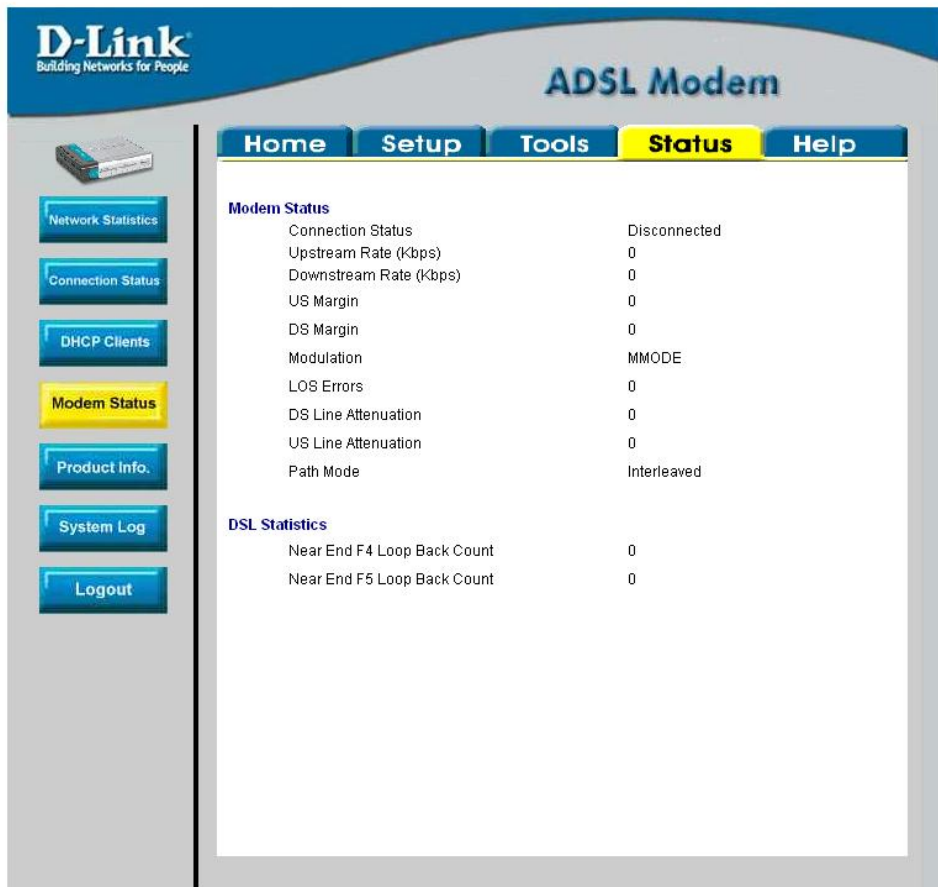 D-Link
Building Networks for People
ADSL Modem
Home Setup Tools Status Help
Network Statistics
Connection Status
DHCP Clients
Modem Status
Product Info.
System Log
Logout
Modem Status
Connection Status Disconnected
Upstream Rate (Kbps) 0
Downstream Rate (Kbps) 0
US Margin 0
DS Margin 0
Modulation MMODE
LOS Errors 0
DS Line Attenuation 0
US Line Attenuation 0
Path Mode Interleaved
DSL Statistics
Near End F4 Loop Back Count 0
Near End F5 Loop Back Count 0